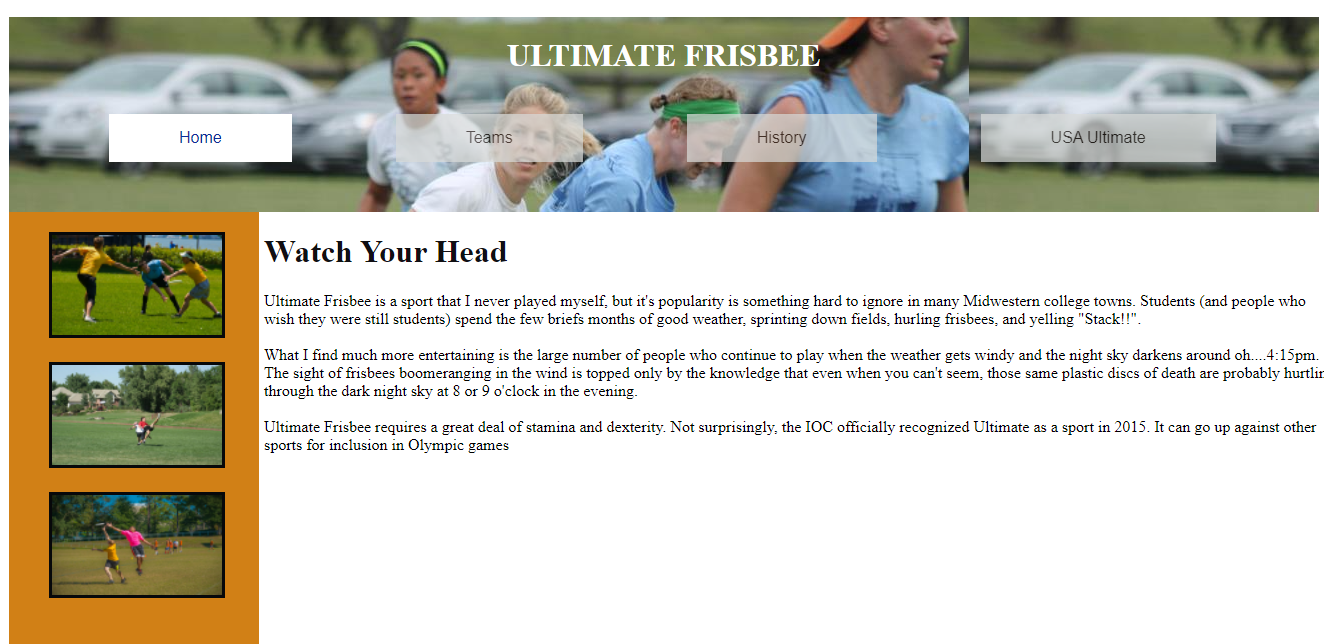 ULTIMATE FRISBEE
Home
Teams
History
USA Ultimate
Watch Your Head
Ultimate Frisbee is a sport that I never played myself, but it's popularity is something hard to ignore in many Midwestern college towns. Students (and people who
wish they were still students) spend the few briefs months of good weather, sprinting down fields, hurling frisbees, and yelling "Stack!!".
What I find much more entertaining is the large number of people who continue to play when the weather gets windy and the night sky darkens around oh....4:15pm.
The sight of frisbees boomeranging in the wind is topped only by the knowledge that even when you can't seem, those same plastic discs of death are probably
through the dark night sky at 8 or 9 o'clock in the evening.
Ultimate Frisbee requires a great deal of stamina and dexterity. Not surprisingly, the IOC officially recognized Ultimate as a sport in 2015. It can go up against other
sports for inclusion in Olympic games